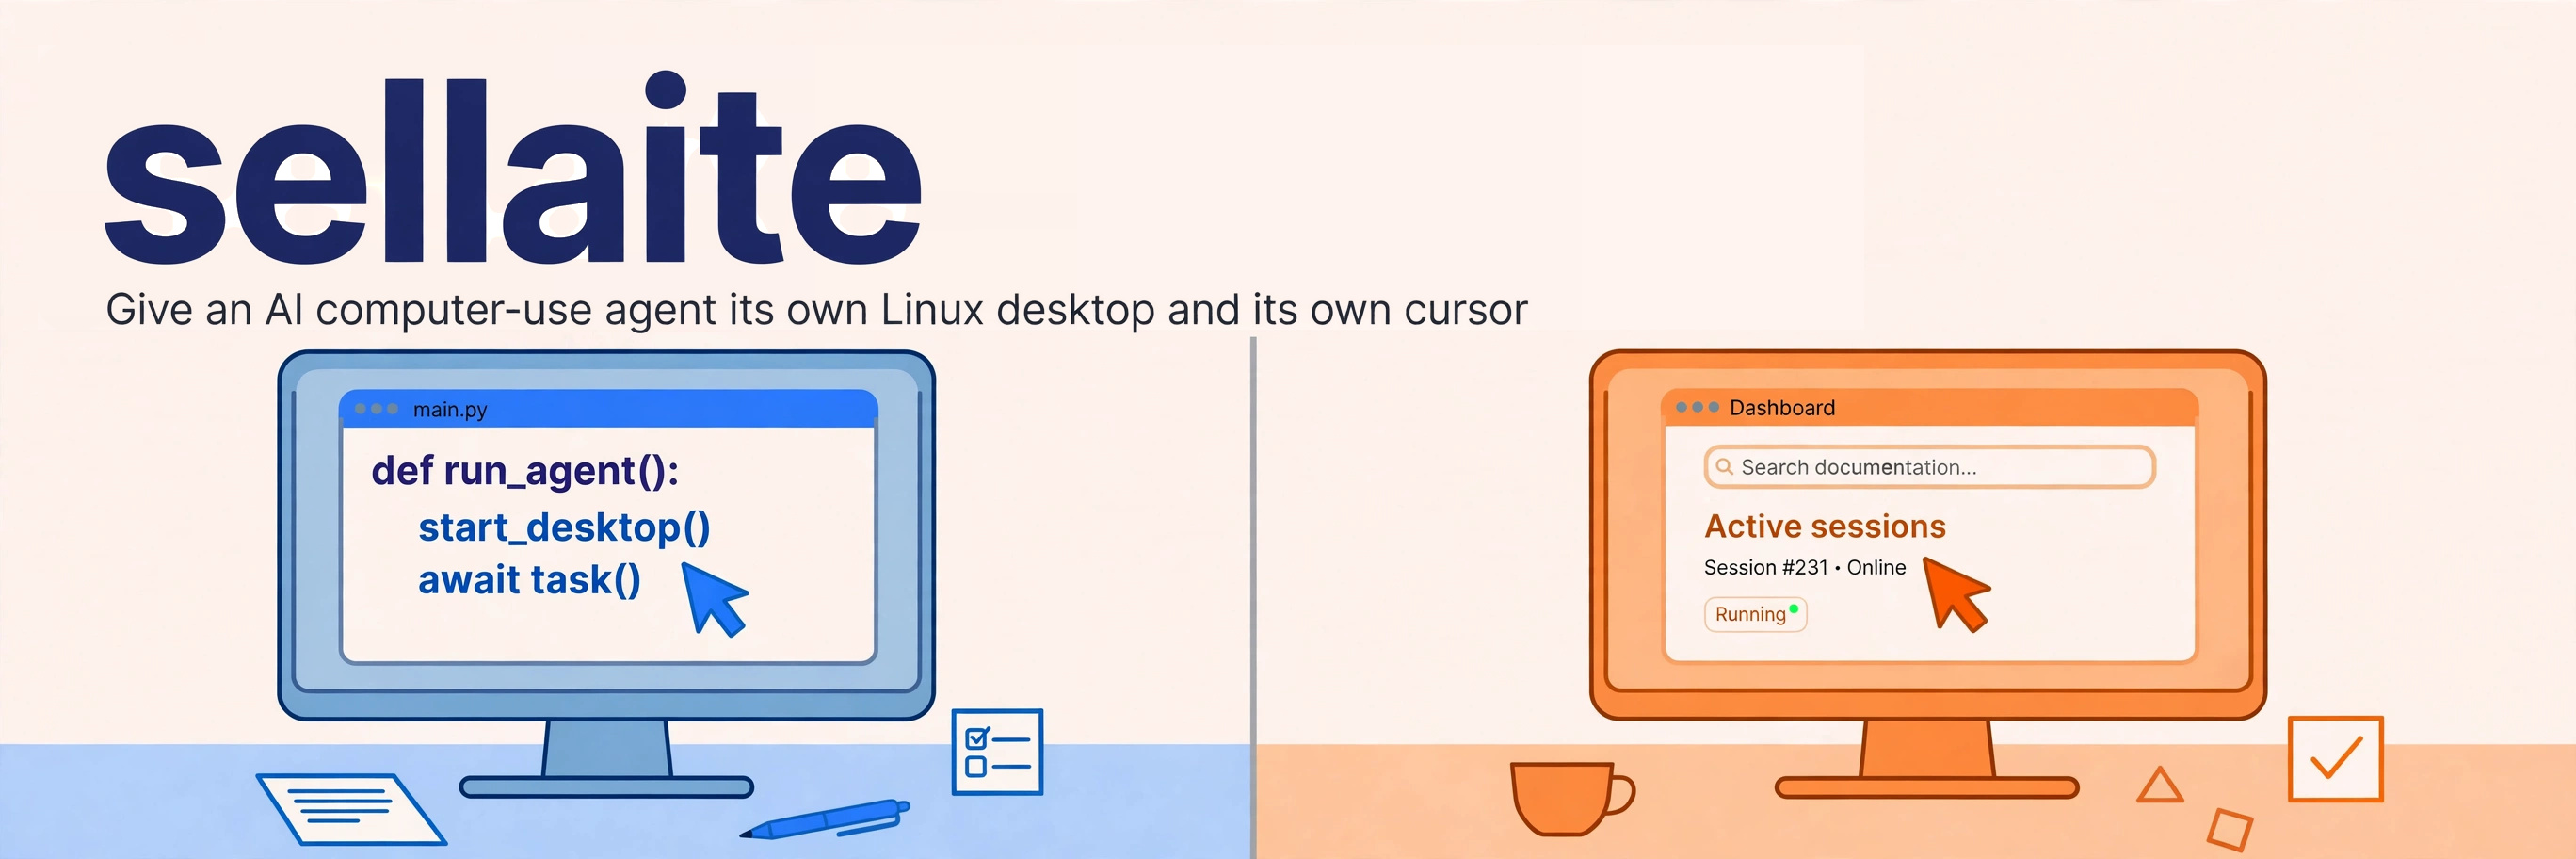 sellaite
Give an AI computer-use agent its own Linux desktop and its own cursor
main.py
def run_agent():
start_desktop()
await task()
Dashboard
Search documentation...
Active sessions
Session #231 • Online
Running